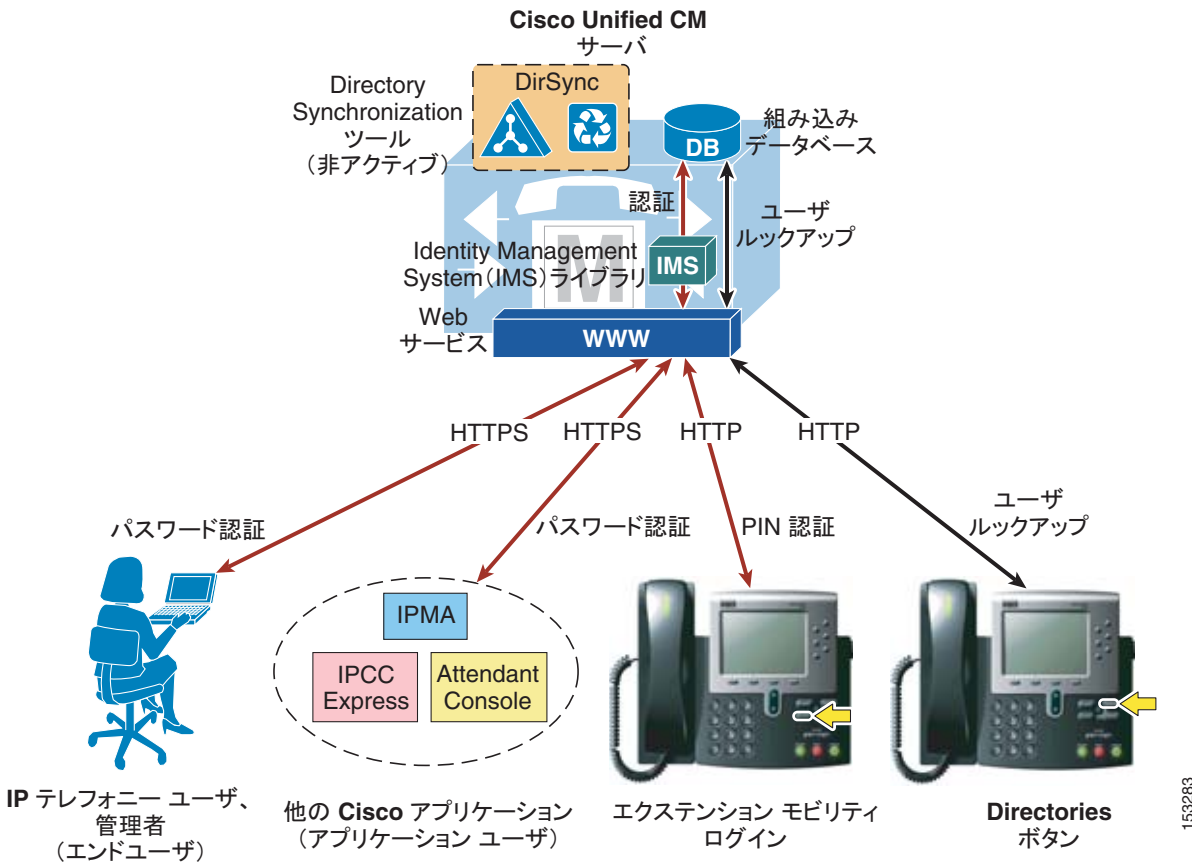 Cisco Unified CM
サーバ
DirSync
Directory
Synchronization
ツール
（非アクティブ）
DB
組み込み
データベース
認証
ユーザ
ルックアップ
Identity Management
System（IMS）ライブラリ
IMS
M
Web
サービス
WWW
HTTPS
HTTPS
HTTP
HTTP
パスワード認証
パスワード認証
PIN 認証
ユーザ
ルックアップ
IPMA
IPCC
Express
Attendant
Console
IP テレフォニー ユーザ、
管理者
（エンドユーザ）
他の Cisco アプリケーション
（アプリケーション ユーザ）
エクステンション モビリティ
ログイン
Directories
ボタン
153283